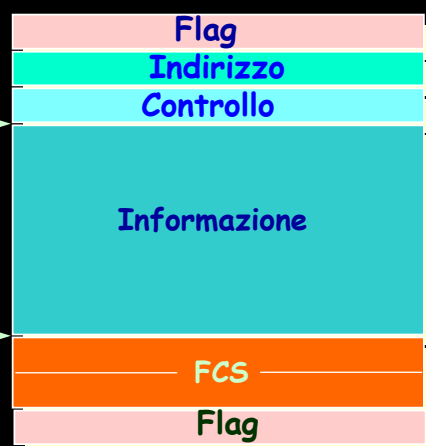 Flag
Indirizzo
Controllo
Informazione
FCS
Flag